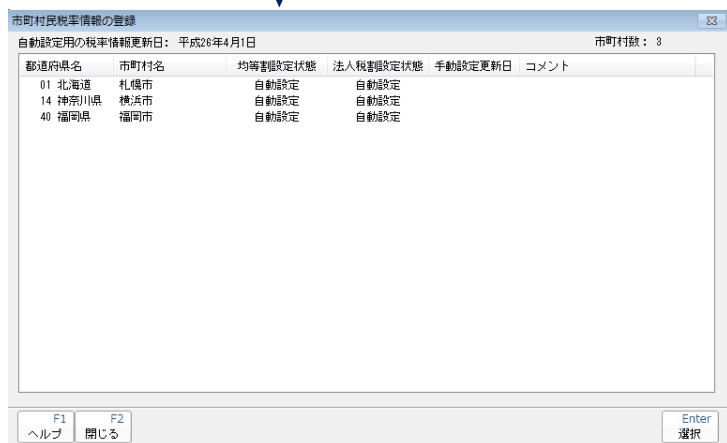 市町村民税率情報の登録
自動設定用の税率情報更新日： 平成26年4月1日 市町村数： 3
都道府県名 市町村名 均等割設定状態 法人税割設定状態 手動設定更新日 コメント
01 北海道 札幌市 自動設定 自動設定
14 神奈川県 横浜市 自動設定 自動設定
40 福岡県 福岡市 自動設定 自動設定
F1 F2 Enter
ヘルプ 閉じる 選択